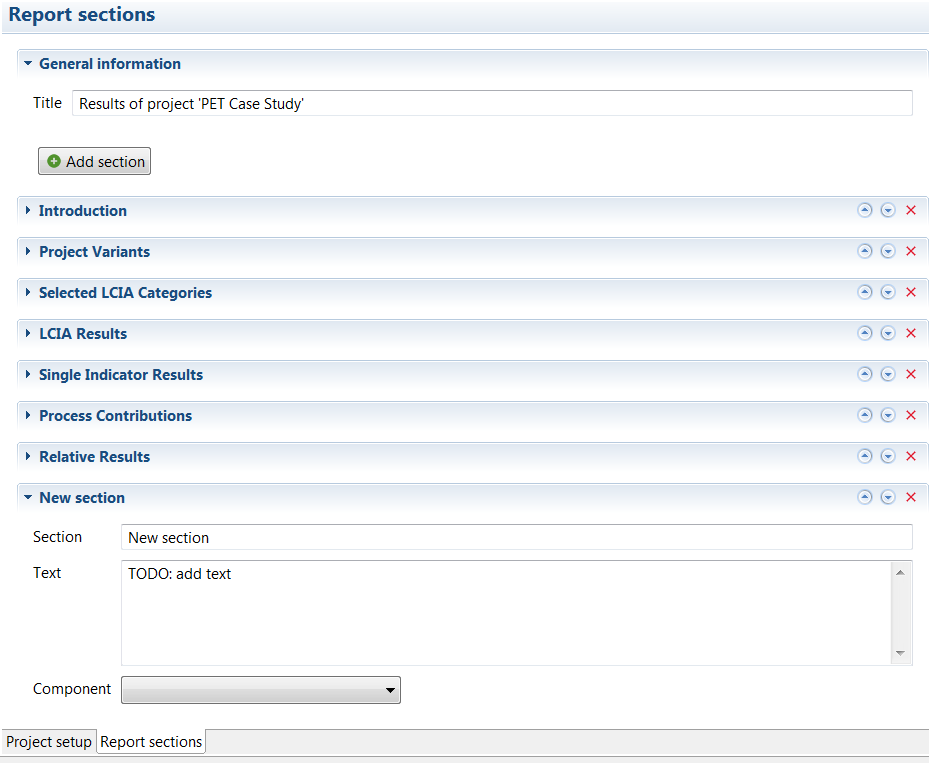 Report sections
General information
Title Results of project 'PET Case Study'
Add section
Introduction
Project Variants
Selected LCIA Categories
LCIA Results
Single Indicator Results
Process Contributions
Relative Results
New section
Section New section
Text TODO: add text
Component
Project setup Report sections